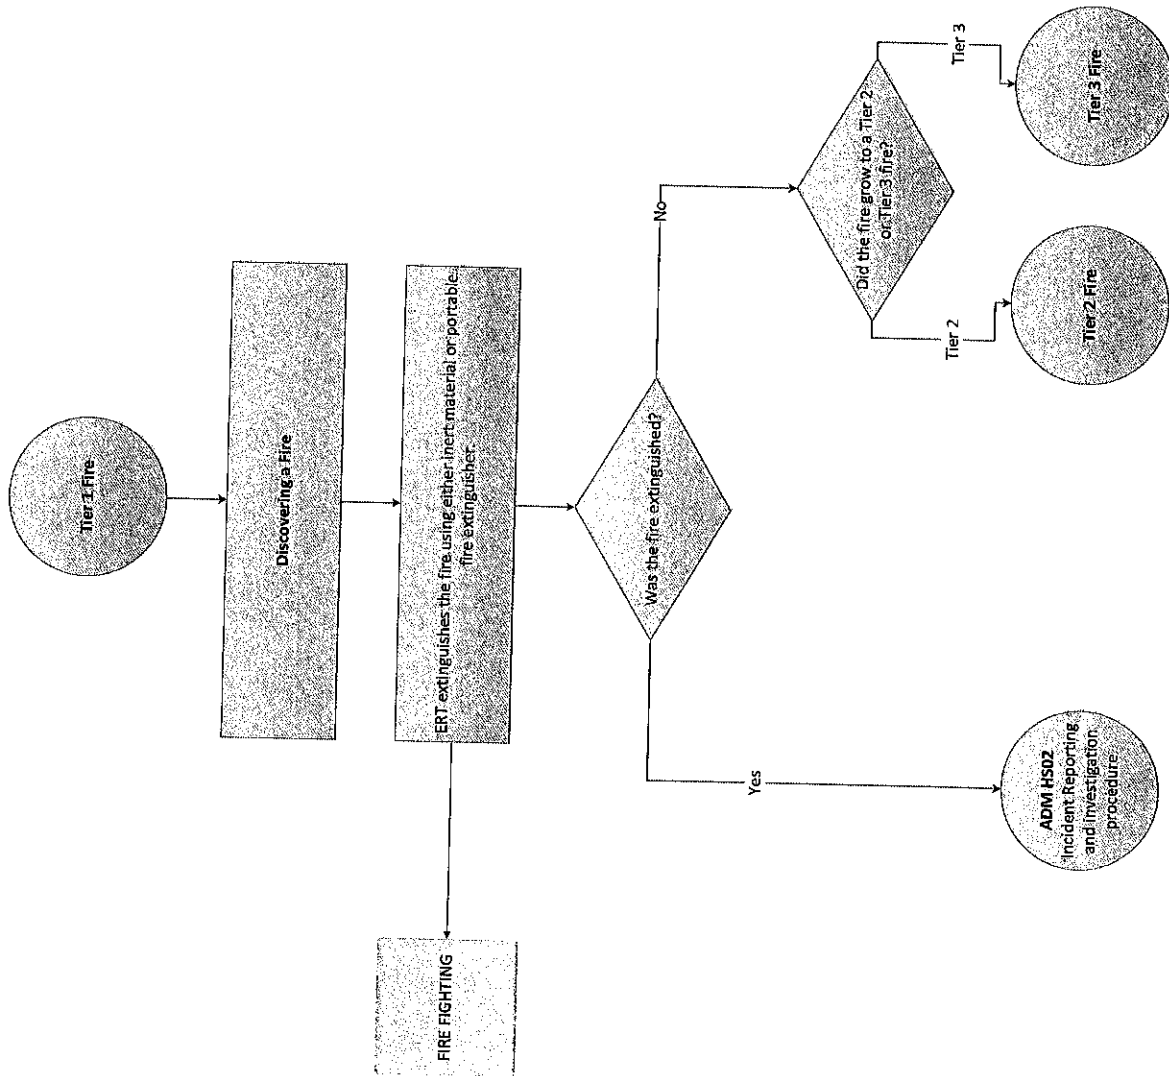 Tier 1 Fire
Discovering a Fire
ERT extinguishes the fire using either inert material or portable
fire extinguisher.
FIRE FIGHTING
Was the fire extinguished?
Yes
No
ADM HS02
Incident Reporting
and investigation
procedure
Did the fire grow to a Tier 2
or Tier 3 fire?
Tier 2
Tier 3
Tier 2 Fire
Tier 3 Fire